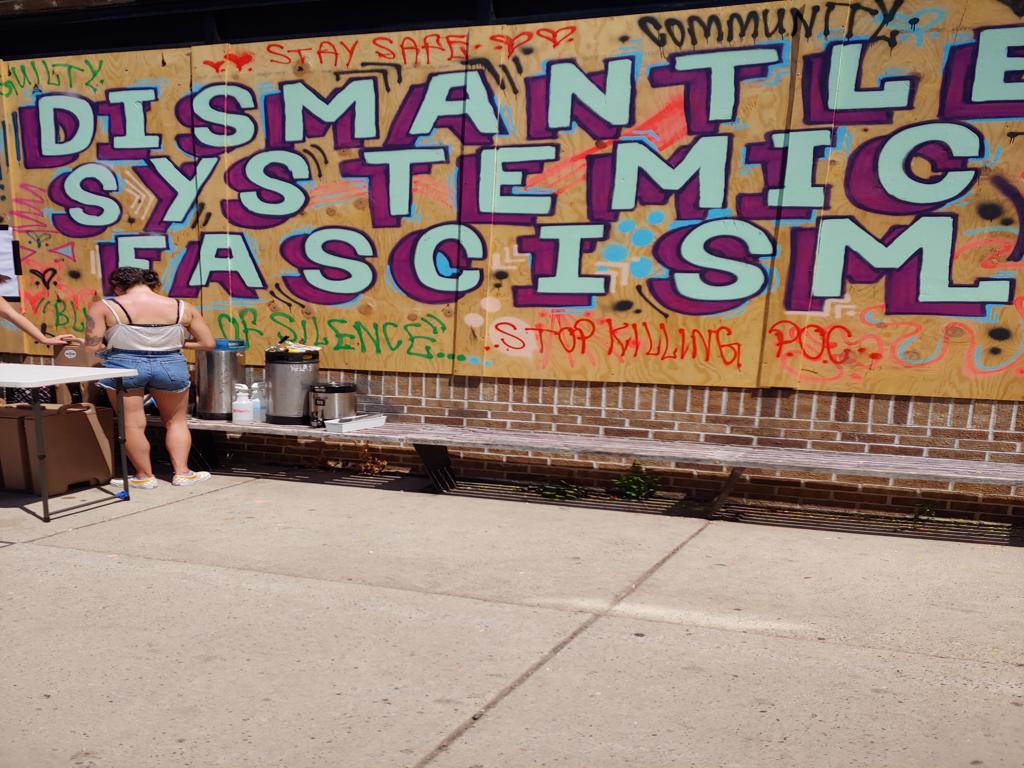 COMMUNITY
STAY SAFE
GUILTY
DISMANTLE
SYSTEMIC
FASCISM
OF SILENCE"...
STOP KILLING POC